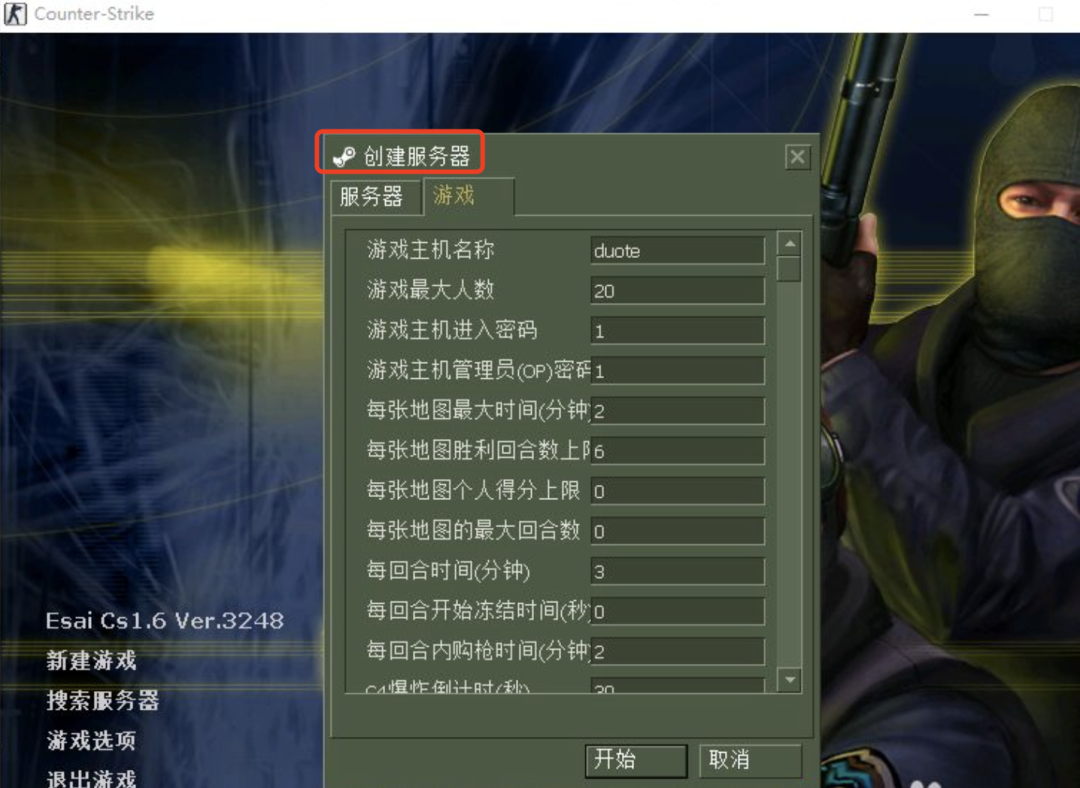 Counter-Strike
创建服务器
服务器 游戏
游戏主机名称 duote
游戏最大人数 20
游戏主机进入密码 1
游戏主机管理员(OP)密码 1
每张地图最大时间(分钟 2
每张地图胜利回合数上限 6
每张地图个人得分上限 0
每张地图的最大回合数 0
每回合时间(分钟) 3
每回合开始冻结时间(秒 0
每回合内购枪时间(分钟 2
C4爆炸倒计时(秒) 30
开始 取消
Esai Cs1.6 Ver.3248
新建游戏
搜索服务器
游戏选项
退出游戏